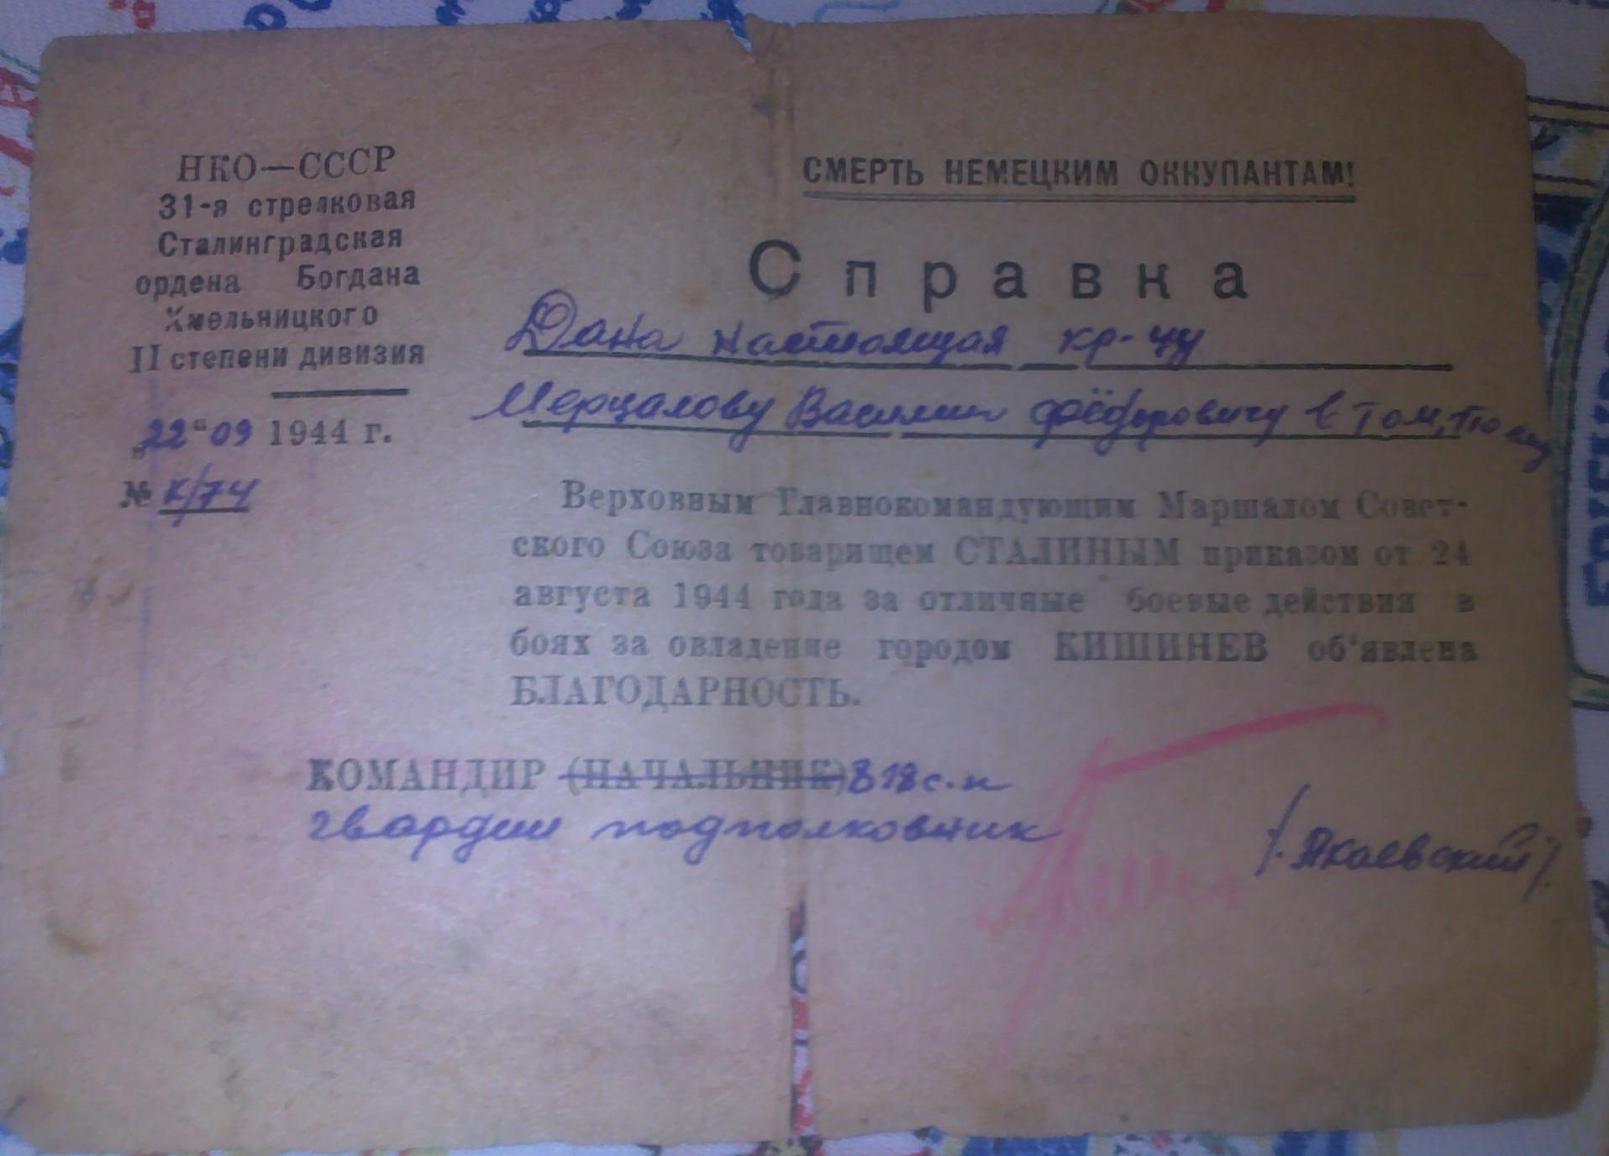 НКО—СССР
31-я стрелковая
Сталинградская
ордена Богдана
Хмельницкого
II степени дивизия
„22“ 09 1944 г.
№ К/74
СМЕРТЬ НЕМЕЦКИМ ОККУПАНТАМ!
Справка
Дана настоящая кр-цу
Мерцалову Василию Фёдоровичу в том, что ему
Верховным Главнокомандующим Маршалом Совет-
ского Союза товарищем СТАЛИНЫМ приказом от 24
августа 1944 года за отличные боевые действия в
боях за овладение городом КИШИНЕВ об'явлена
БЛАГОДАРНОСТЬ.
КОМАНДИР (НАЧАЛЬНИК) 818 с.п
гвардии подполковник